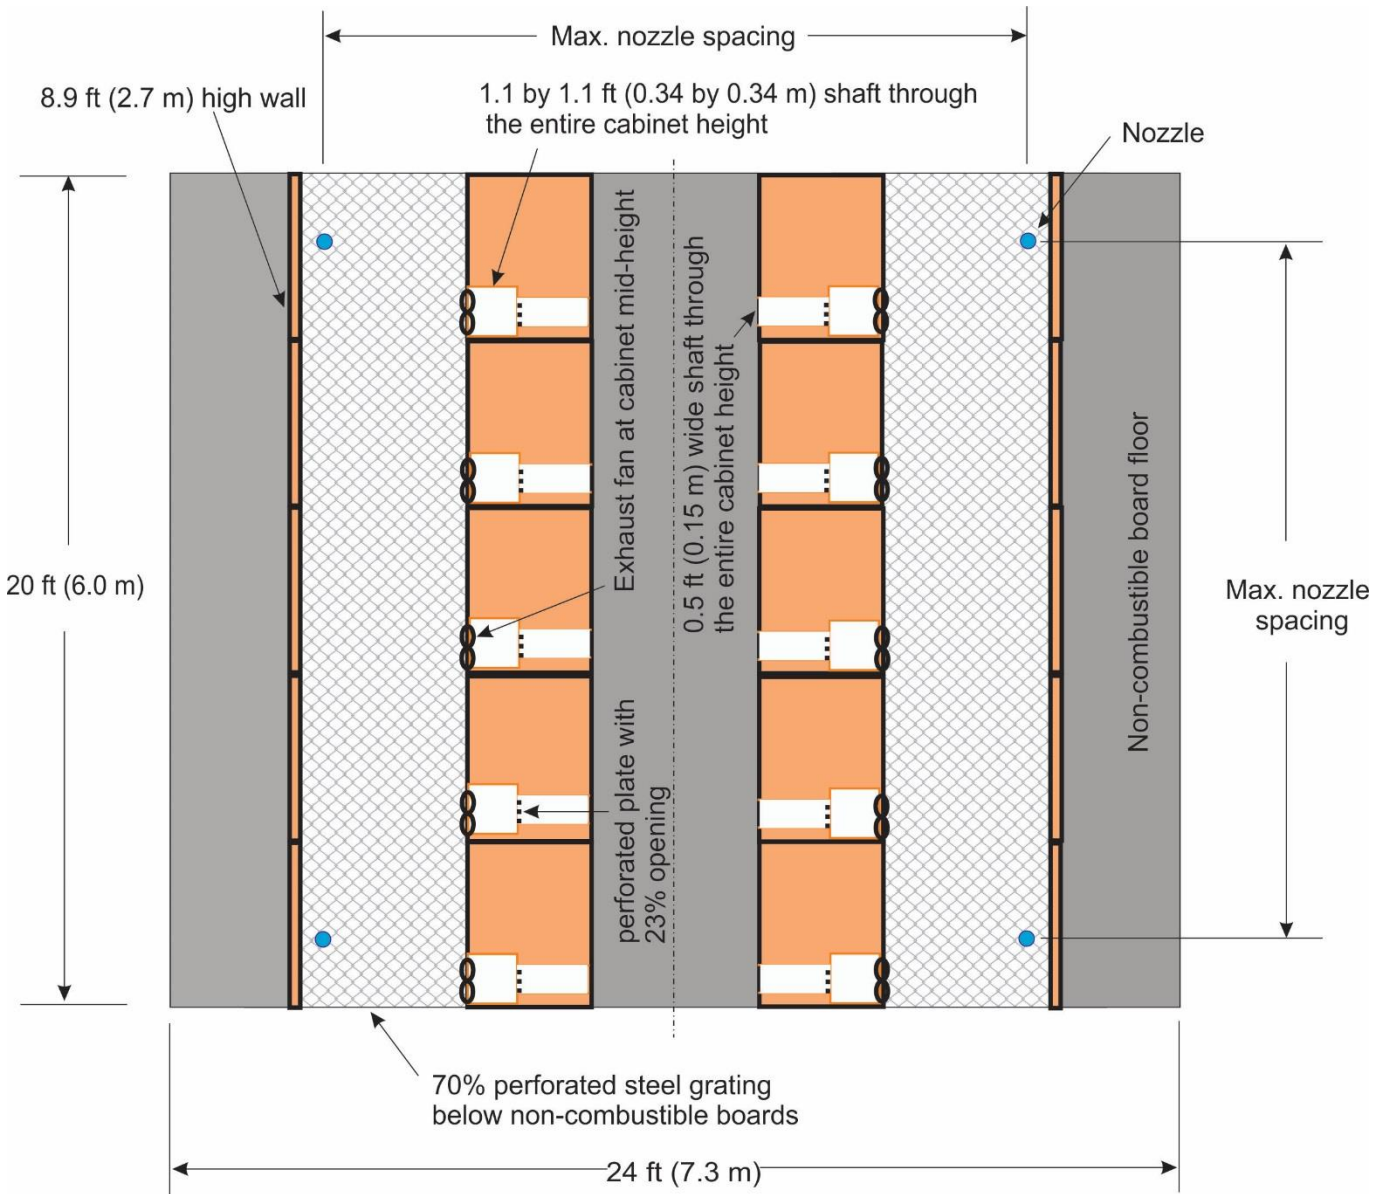 Max. nozzle spacing
8.9 ft (2.7 m) high wall
1.1 by 1.1 ft (0.34 by 0.34 m) shaft through
the entire cabinet height
Nozzle
Exhaust fan at cabinet mid-height
0.5 ft (0.15 m) wide shaft through
the entire cabinet height
Non-combustible board floor
20 ft (6.0 m)
Max. nozzle
spacing
perforated plate with
23% opening
70% perforated steel grating
below non-combustible boards
24 ft (7.3 m)